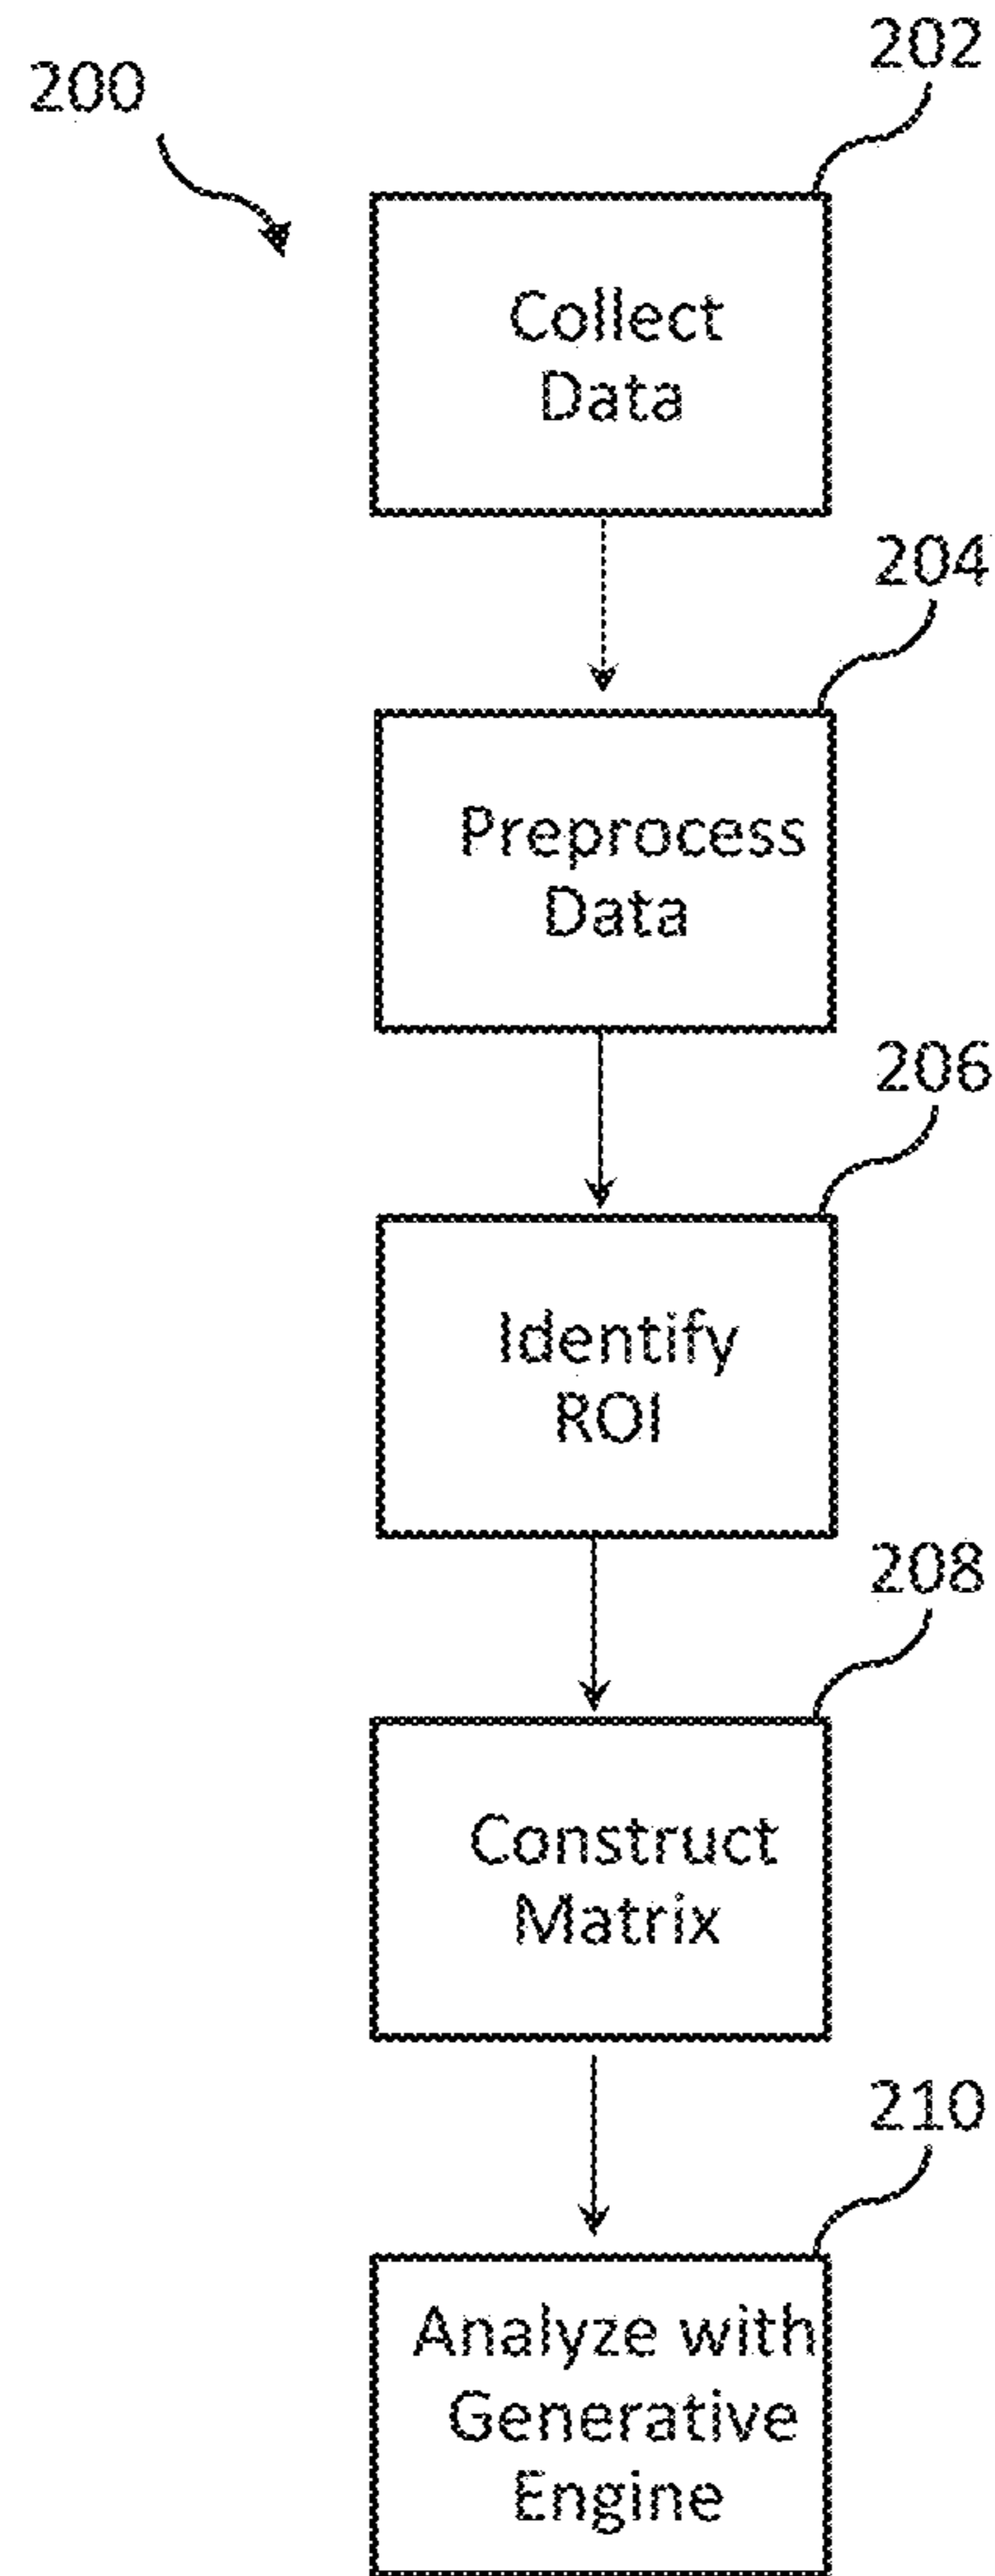 200
202
Collect
Data
204
Preprocess
Data
206
Identify
ROI
208
Construct
Matrix
210
Analyze with
Generative
Engine